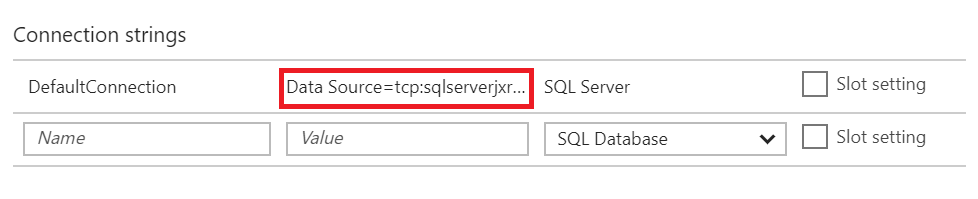 Connection strings
DefaultConnection Data Source=tcp:sqlserverjxr... SQL Server Slot setting
Name Value SQL Database Slot setting